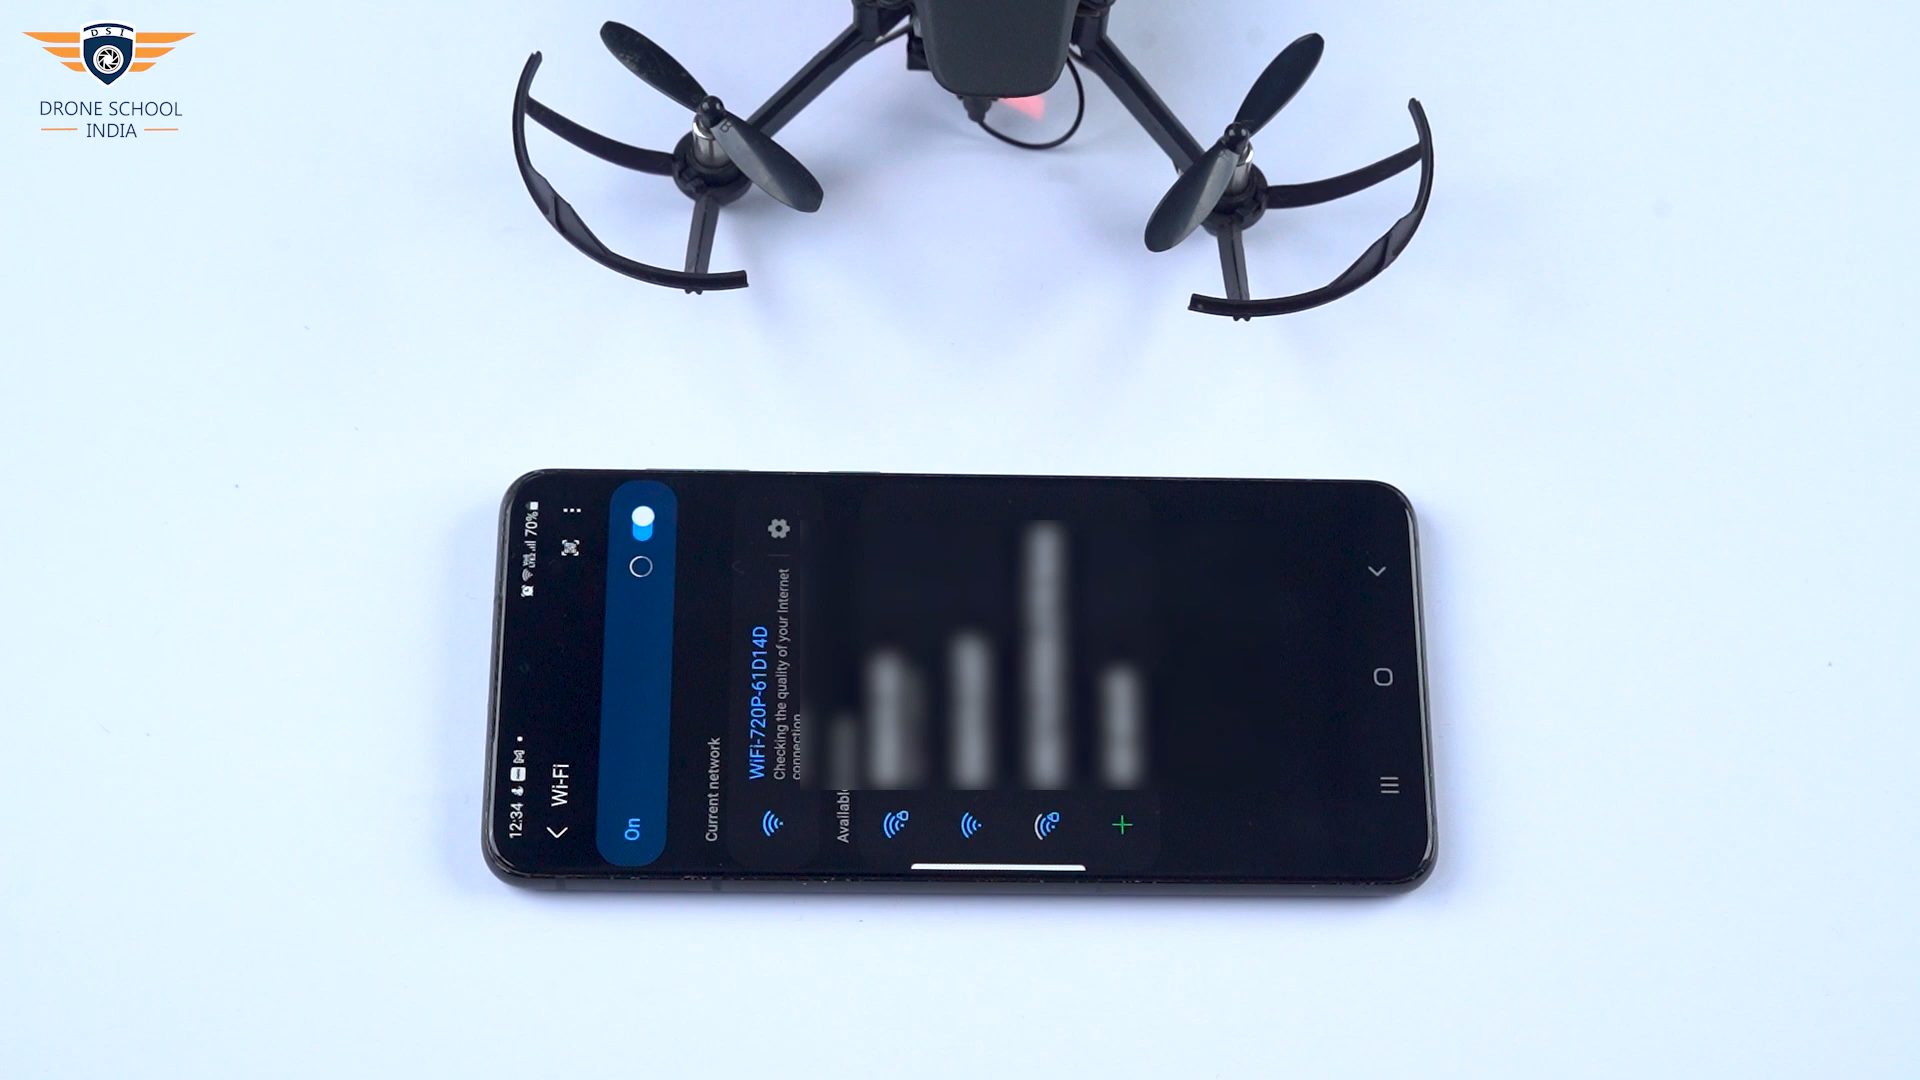 DSI
DRONE SCHOOL
INDIA
12:34
70%
Wi-Fi
On
Current network
WiFi-720P-61D14D
Checking the quality of your Internet
connection